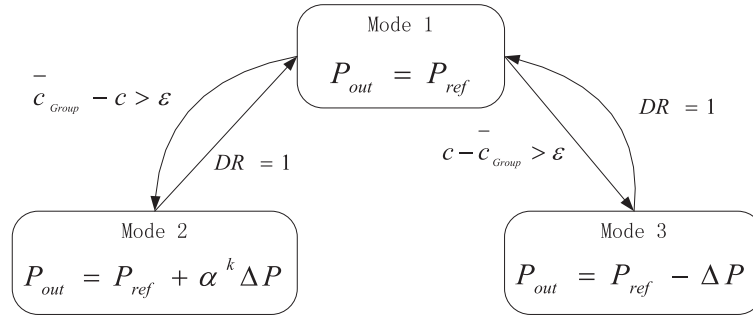 Mode 1
P_out = P_ref
c̄_Group − c > ε
DR = 1
DR = 1
c − c̄_Group > ε
Mode 2
P_out = P_ref + α^k ΔP
Mode 3
P_out = P_ref − ΔP